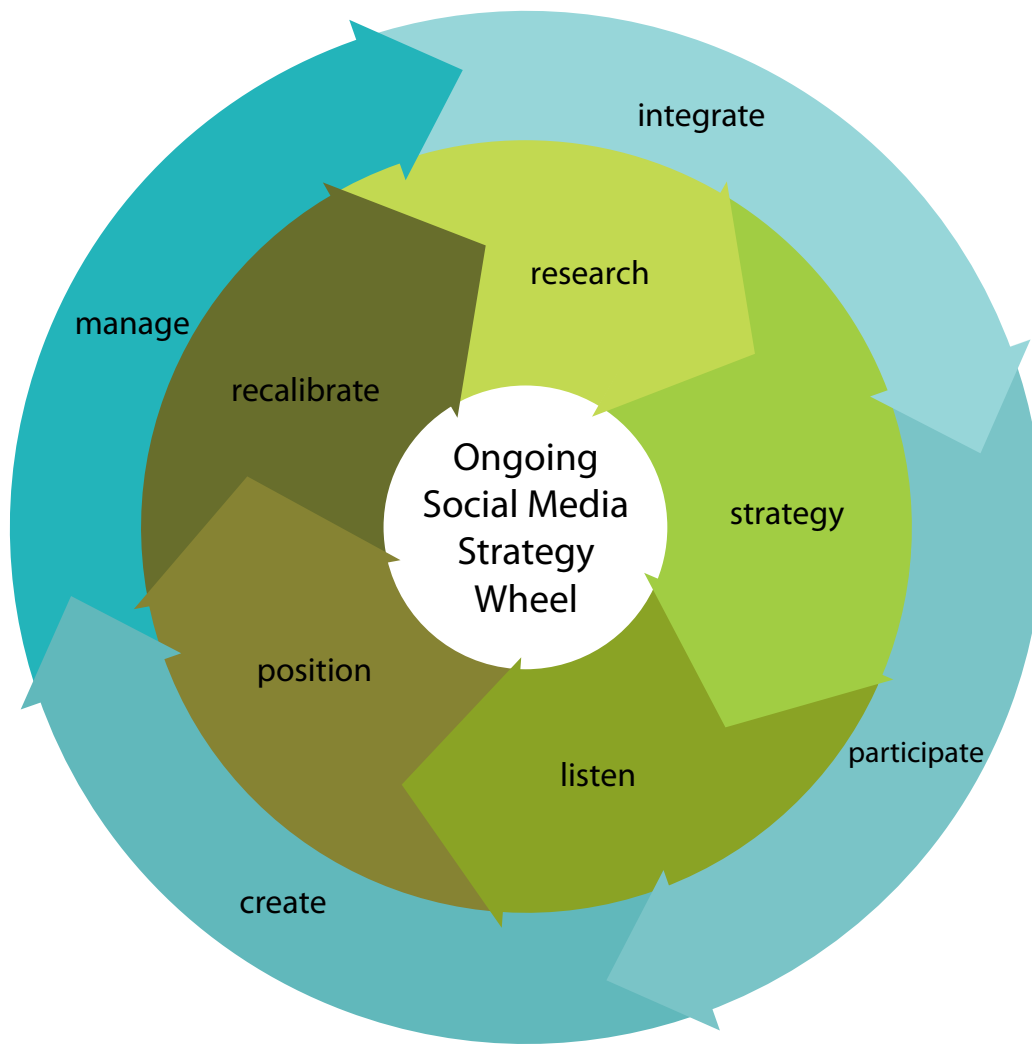 integrate
research
manage
recalibrate
Ongoing
Social Media
Strategy
Wheel
strategy
position
participate
listen
create